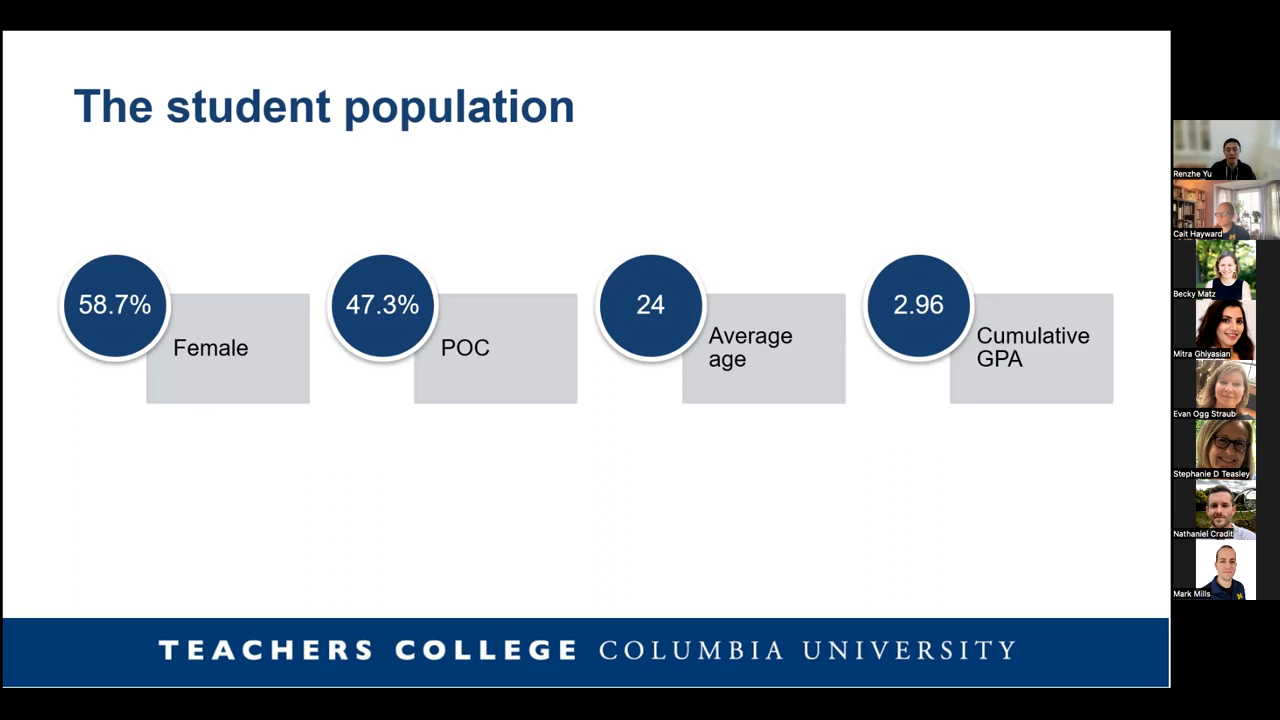 The student population
58.7%
Female
47.3%
POC
24
Average
age
2.96
Cumulative
GPA
TEACHERS COLLEGE COLUMBIA UNIVERSITY
Renzhe Yu
Cait Hayward
Becky Matz
Mitra Ghiyasian
Evan Ogg Straub
Stephanie D Teasley
Nathaniel Cradit
Mark Mills